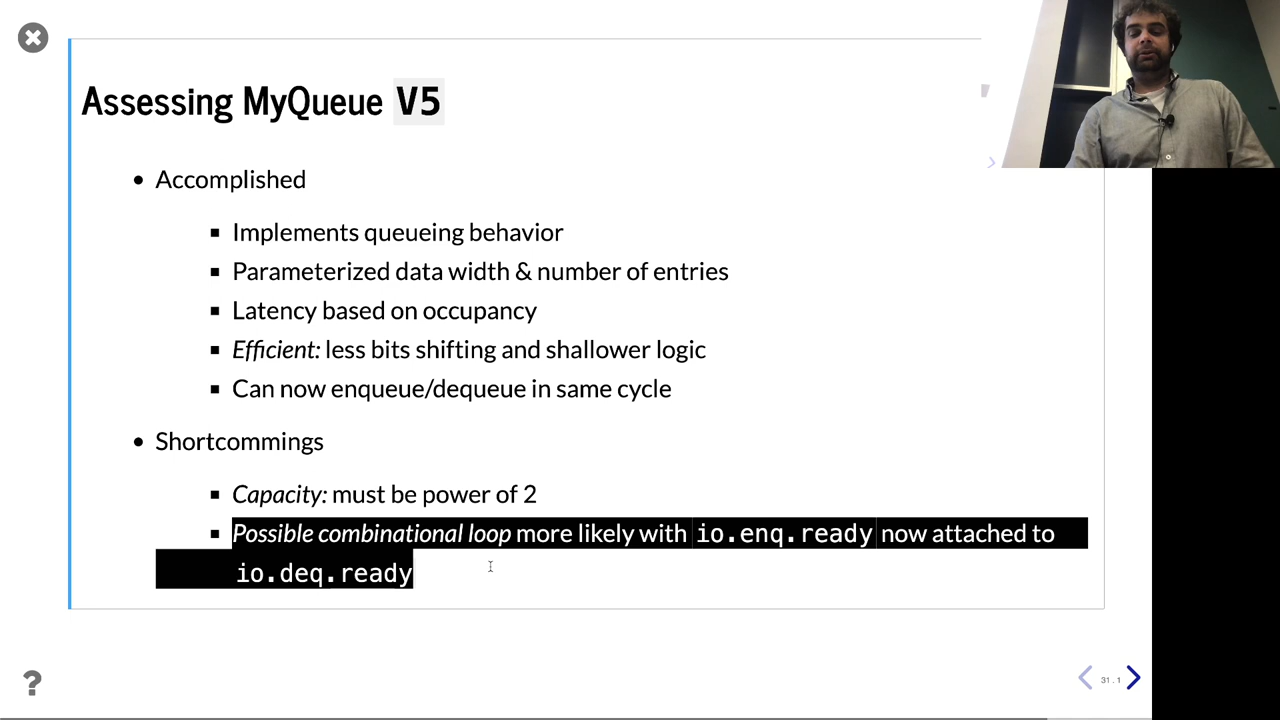 Assessing MyQueue V5
Accomplished
Implements queueing behavior
Parameterized data width & number of entries
Latency based on occupancy
Efficient: less bits shifting and shallower logic
Can now enqueue/dequeue in same cycle
Shortcommings
Capacity: must be power of 2
Possible combinational loop more likely with io.enq.ready now attached to
io.deq.ready
?
31.1